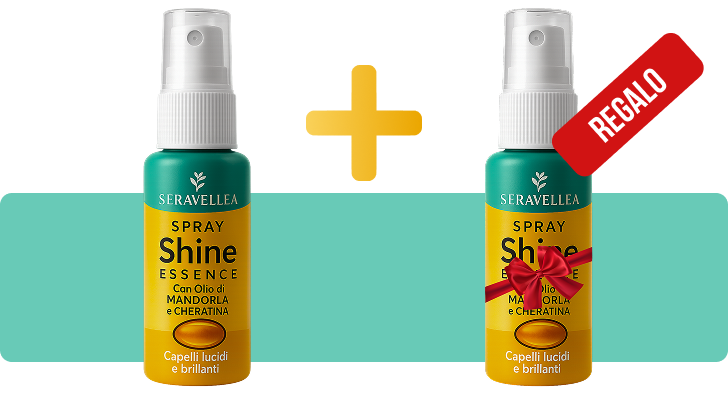 SERAVELLEA
SPRAY
Shine
ESSENCE
Con Olio di
MANDORLA
e CHERATINA
Capelli lucidi
e brillanti
REGALO
SERAVELLEA
SPRAY
Shine
MANDORLA
e CHERATINA
Capelli lucidi
e brillanti